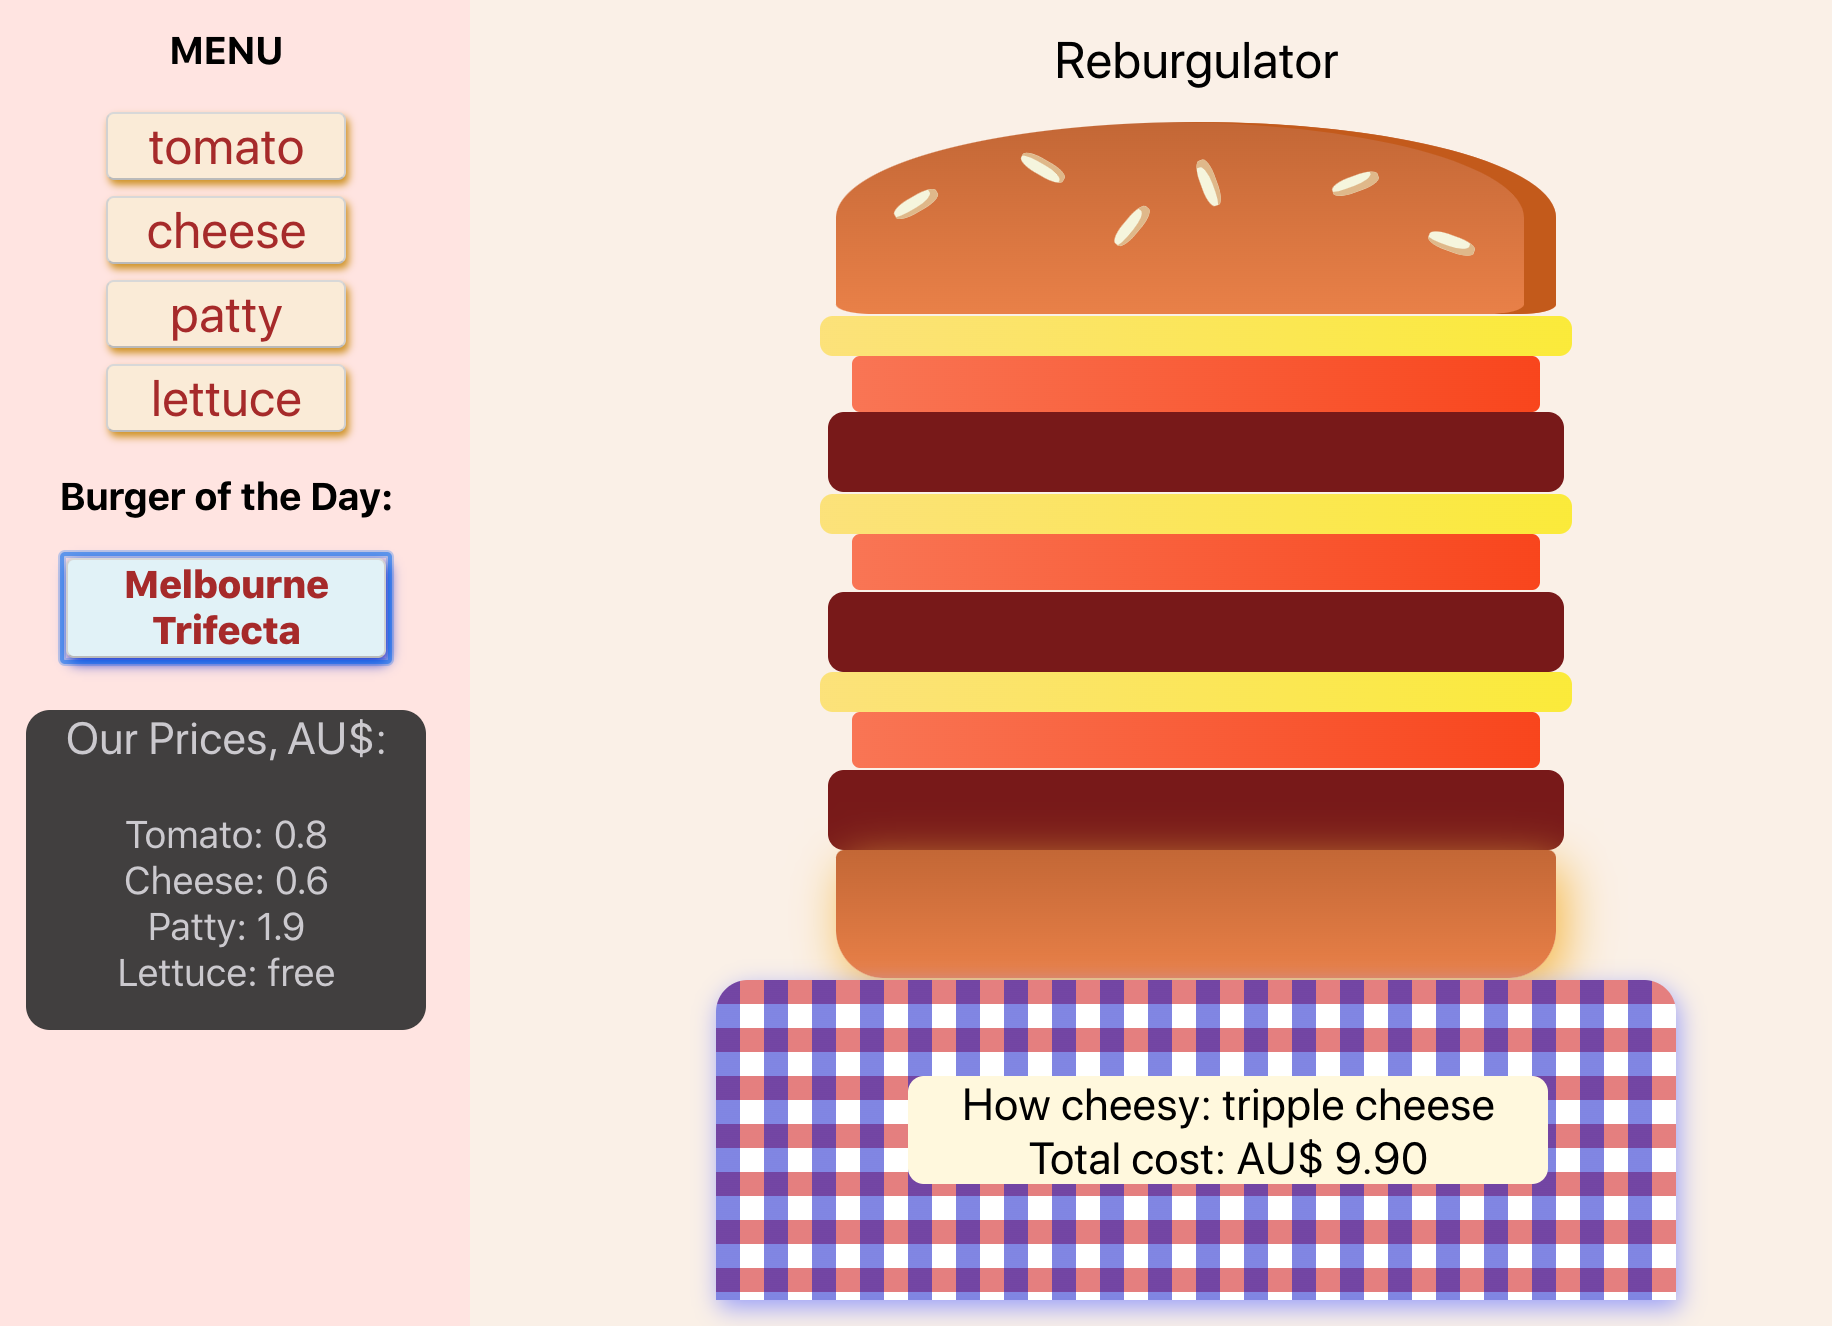 MENU
tomato
cheese
patty
lettuce
Burger of the Day:
Melbourne
Trifecta
Our Prices, AU$:
Tomato: 0.8
Cheese: 0.6
Patty: 1.9
Lettuce: free
Reburgulator
How cheesy: tripple cheese
Total cost: AU$ 9.90